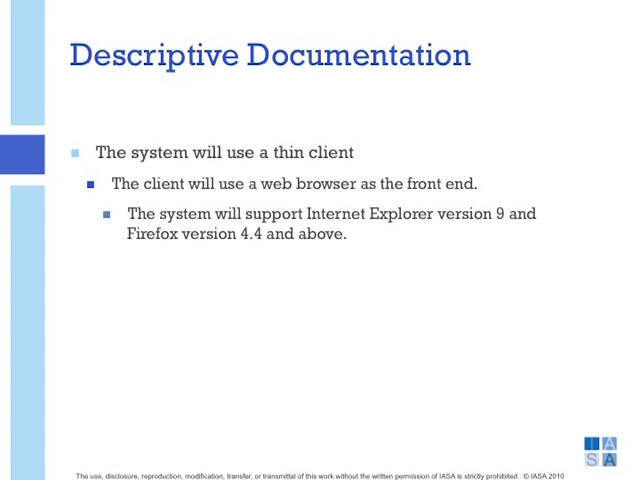 Descriptive Documentation
The system will use a thin client
The client will use a web browser as the front end.
The system will support Internet Explorer version 9 and
Firefox version 4.4 and above.
I A
S A
The use, disclosure, reproduction, modification, transfer, or transmittal of this work without the written permission of IASA is strictly prohibited. © IASA 2010